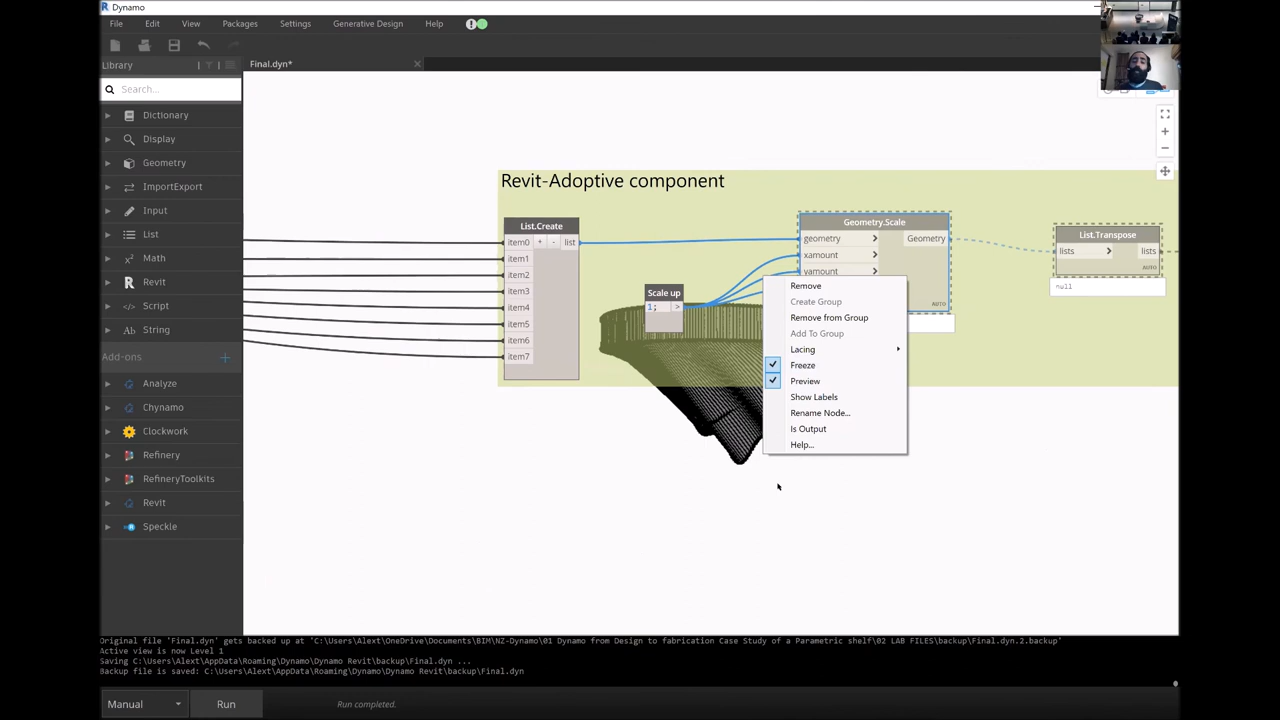 Dynamo
File Edit View Packages Settings Generative Design Help
Library
Final.dyn*
Search...
Dictionary
Display
Geometry
ImportExport
Input
List
Math
Revit
Script
String
Add-ons
Analyze
Chynamo
Clockwork
Refinery
RefineryToolkits
Revit
Speckle
Revit-Adoptive component
List.Create
item0 + - list
item1
item2
item3
item4
item5
item6
item7
Scale up
1; >
Geometry.Scale
geometry > Geometry
xamount >
yamount >
AUTO
List.Transpose
lists > lists
AUTO
null
Remove
Create Group
Remove from Group
Add To Group
Lacing
Freeze
Preview
Show Labels
Rename Node...
Is Output
Help...
Original file 'Final.dyn' gets backed up at 'C:\Users\Alext\OneDrive\Documents\BIM\NZ-Dynamo\01 Dynamo from Design to fabrication Case Study of a Parametric shelf\02 LAB FILES\backup\Final.dyn.2.backup'
Active view is now Level 1
Saving C:\Users\Alext\AppData\Roaming\Dynamo\Dynamo Revit\backup\Final.dyn ...
Backup file is saved: C:\Users\Alext\AppData\Roaming\Dynamo\Dynamo Revit\backup\Final.dyn
Manual
Run
Run completed.